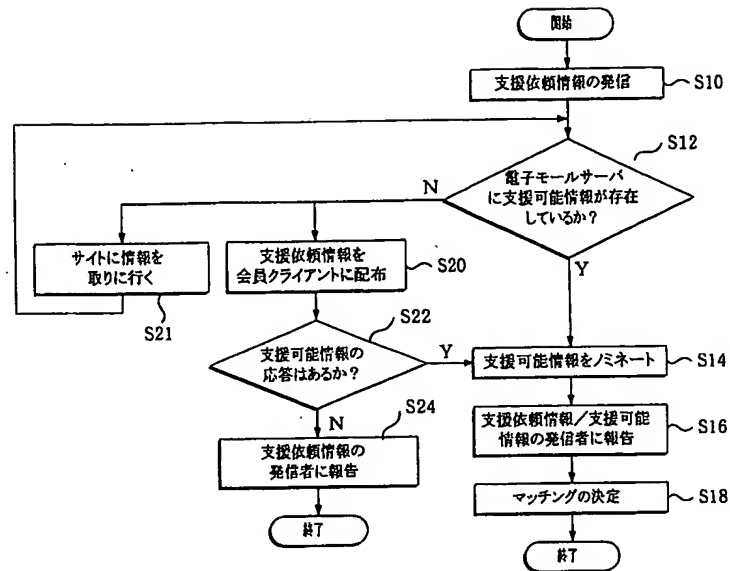 開始
支援依頼情報の発信
S10
S12
電子モールサーバ
に支援可能情報が存在
しているか？
N
Y
サイトに情報を
取りに行く
S21
支援依頼情報を
会員クライアントに配布
S20
S22
支援可能情報の
応答はあるか？
Y
N
支援可能情報をノミネート
S14
S24
支援依頼情報の
発信者に報告
支援依頼情報／支援可能
情報の発信者に報告
S16
マッチングの決定
S18
終了
終了